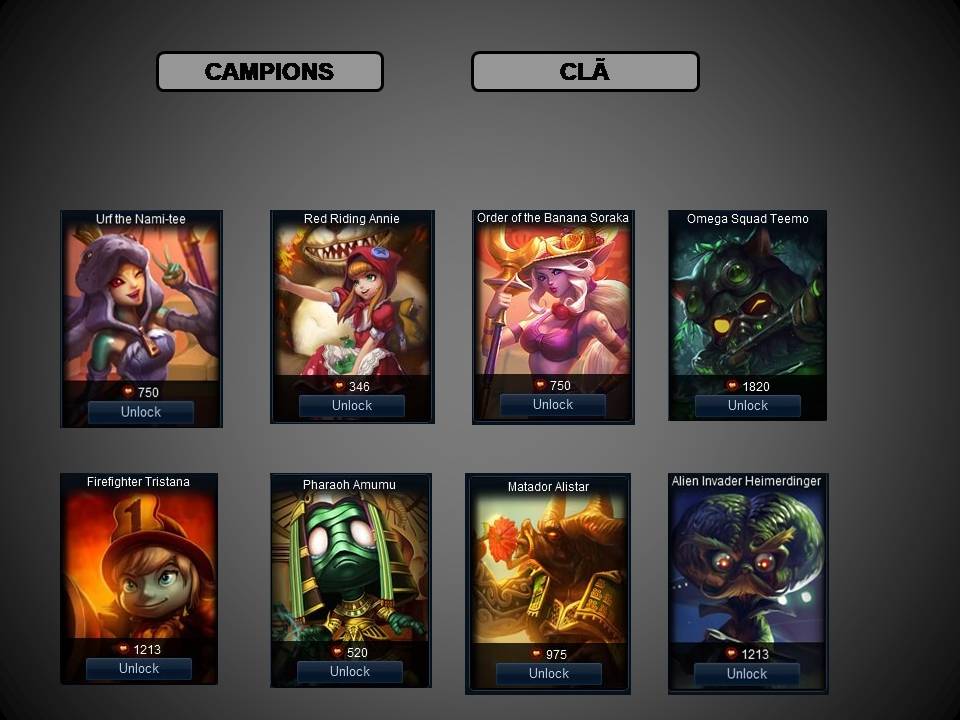 CAMPIONS
CLÃ
Urf the Nami-tee
750
Unlock
Red Riding Annie
346
Unlock
Order of the Banana Soraka
750
Unlock
Omega Squad Teemo
1820
Unlock
Firefighter Tristana
1
1213
Unlock
Pharaoh Amumu
520
Unlock
Matador Alistar
975
Unlock
Alien Invader Heimerdinger
1213
Unlock